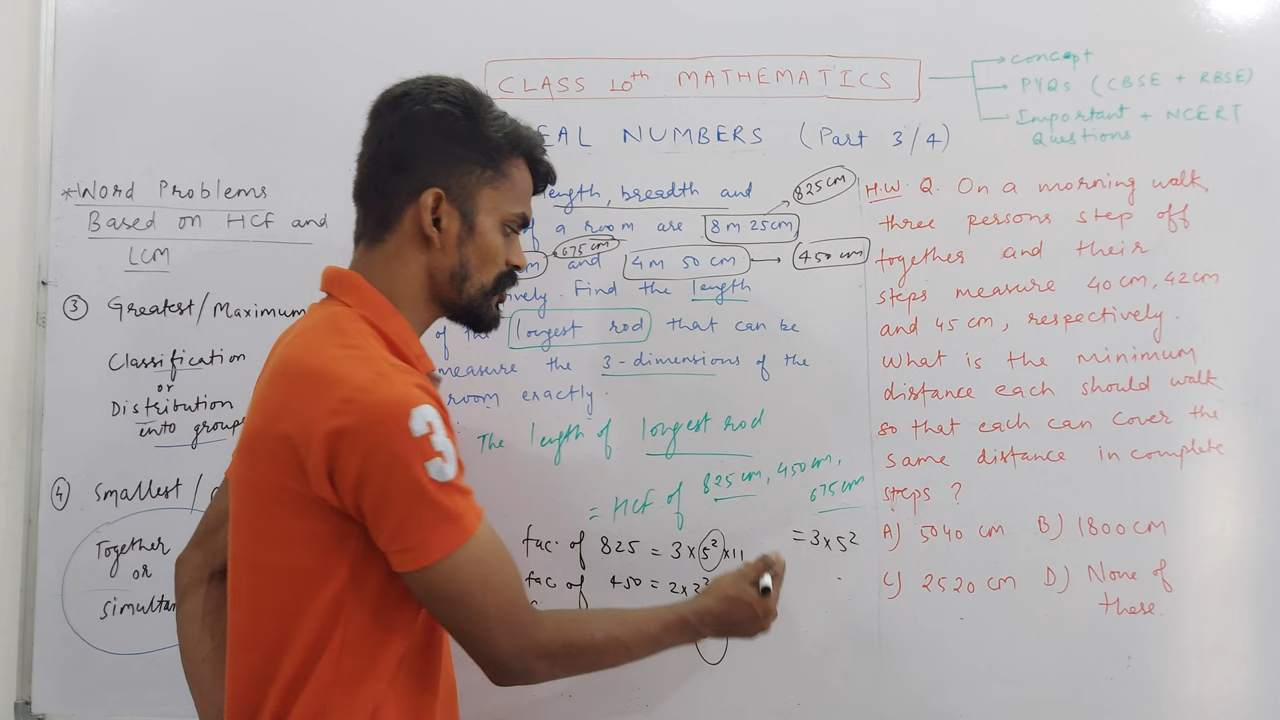 CLASS 10th MATHEMATICS
concept
PYQs (CBSE + RBSE)
Important + NCERT
Questions
EAL NUMBERS (Part 3/4)
*Word Problems
Based on HCF and
LCM
③ Greatest/Maximum
Classification
or
Distribution
into group
④ Smallest /
Together
or
simultan
ength, breadth and
825 cm
f a room are 8m 25cm
675 cm
m and 4m 50 cm → 450 cm
ively. Find the length
of the longest rod that can be
measure the 3-dimensions of the
room exactly.
The length of longest rod
= HCF of 825 cm, 450 cm,
675 cm
fac. of 825 = 3 × 5² × 11
= 3 × 5²
fac of 450 = 2 × 3²
3
H.W. Q. On a morning walk
three persons step off
together and their
steps measure 40 cm, 42 cm
and 45 cm, respectively.
What is the minimum
distance each should walk
so that each can cover the
same distance in complete
steps ?
A) 5040 cm B) 1800 cm
C) 2520 cm D) None of
these.